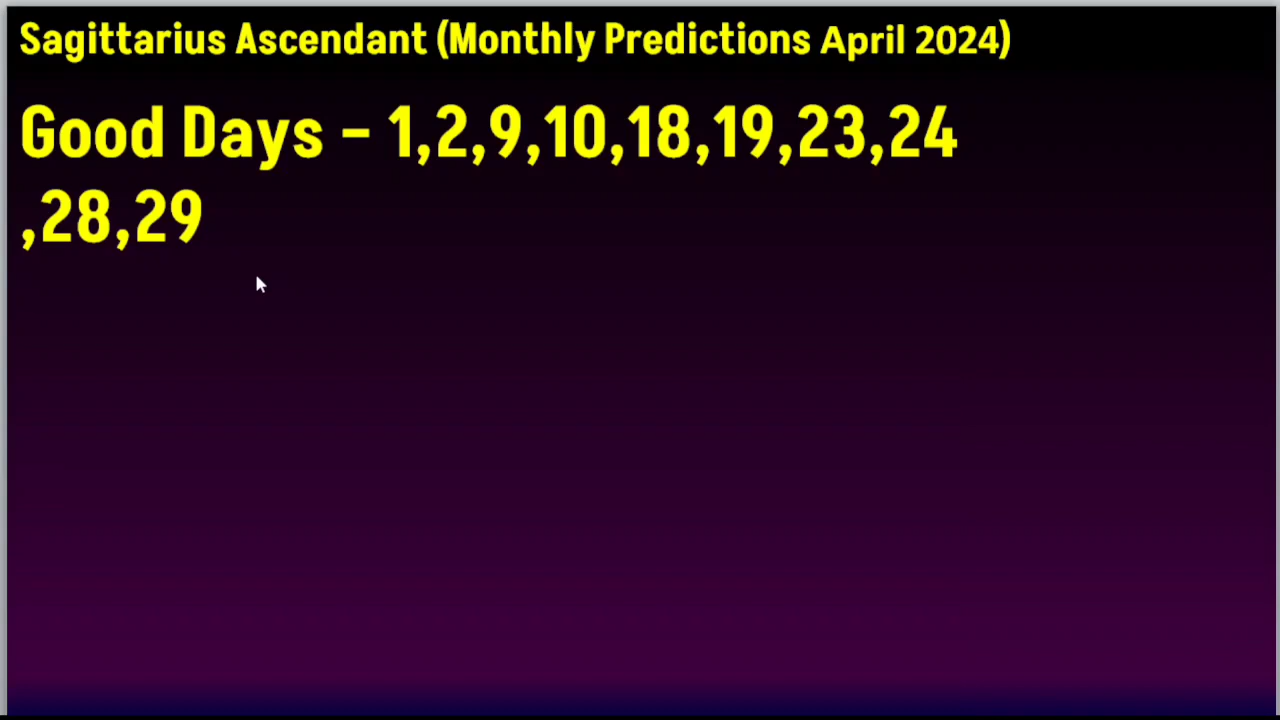 Sagittarius Ascendant (Monthly Predictions April 2024)
Good Days – 1,2,9,10,18,19,23,24
,28,29